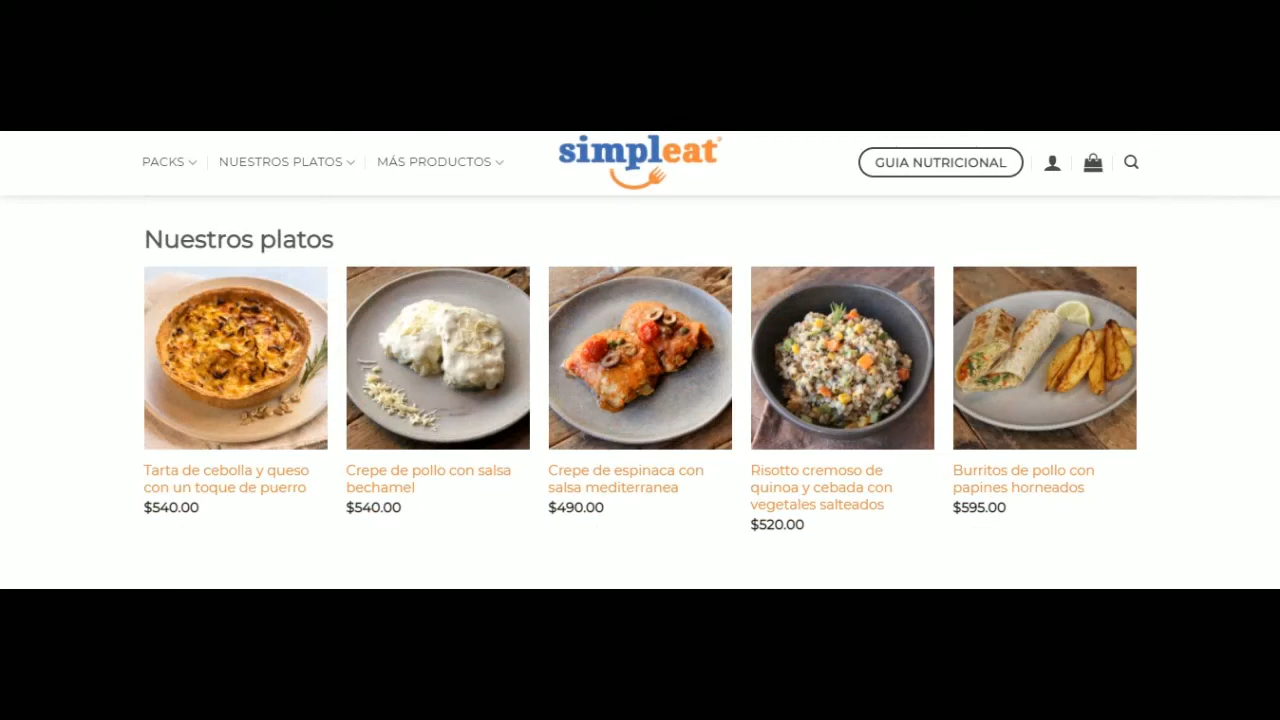 PACKS
NUESTROS PLATOS
MÁS PRODUCTOS
simpleat®
GUIA NUTRICIONAL
Nuestros platos
Tarta de cebolla y queso
con un toque de puerro
$540.00
Crepe de pollo con salsa
bechamel
$540.00
Crepe de espinaca con
salsa mediterranea
$490.00
Risotto cremoso de
quinoa y cebada con
vegetales salteados
$520.00
Burritos de pollo con
papines horneados
$595.00